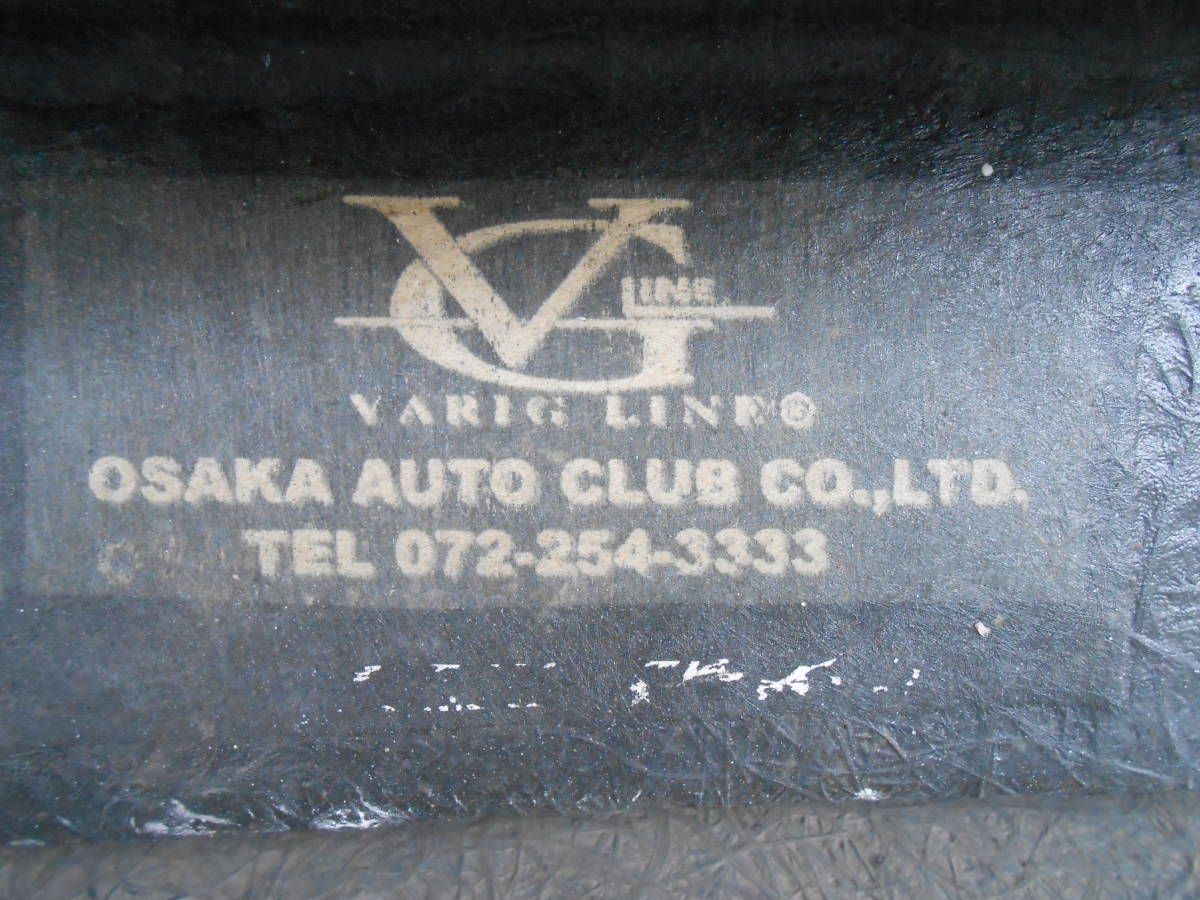 VG
LINE
VARIG LINE®
OSAKA AUTO CLUB CO.,LTD.
TEL 072-254-3333